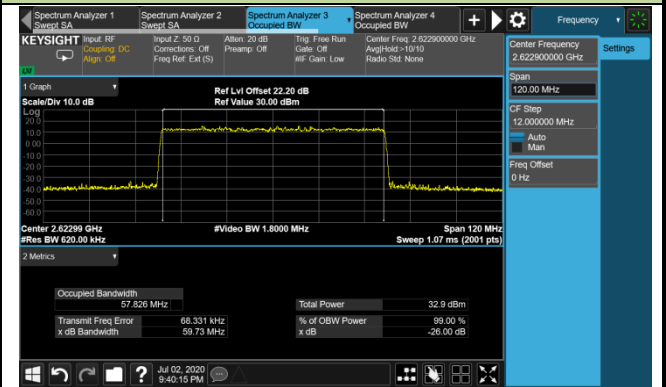 Spectrum Analyzer 1
Swept SA
Spectrum Analyzer 2
Swept SA
Spectrum Analyzer 3
Occupied BW
Spectrum Analyzer 4
Occupied BW
Frequency
KEYSIGHT
Input: RF
Coupling: DC
Align: Off
Input Z: 50 Ω
Corrections: Off
Freq Ref: Ext (S)
Atten: 20 dB
Preamp: Off
Trig: Free Run
Gate: Off
#IF Gain: Low
Center Freq: 2.622900000 GHz
Avg|Hold:>10/10
Radio Std: None
LV
Center Frequency
2.622900000 GHz
Settings
Span
120.00 MHz
CF Step
12.000000 MHz
Auto
Man
Freq Offset
0 Hz
1 Graph
Scale/Div 10.0 dB
Ref Lvl Offset 22.20 dB
Ref Value 30.00 dBm
Log
20.0
10.0
0.00
-10.0
-20.0
-30.0
-40.0
-50.0
-60.0
Center 2.62299 GHz
#Res BW 620.00 kHz
#Video BW 1.8000 MHz
Span 120 MHz
Sweep 1.07 ms (2001 pts)
2 Metrics
Occupied Bandwidth
57.826 MHz
Total Power 32.9 dBm
Transmit Freq Error 68.331 kHz
% of OBW Power 99.00 %
x dB Bandwidth 59.73 MHz
x dB -26.00 dB
Jul 02, 2020
9:40:15 PM